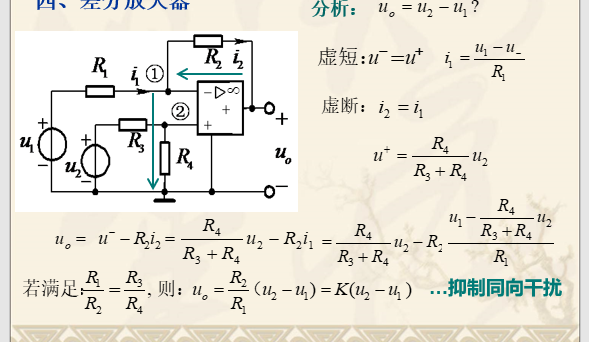 四、差分放大器
分析： u_o = u_2 − u_1 ?
虚短：u^− = u^+ i_1 = \frac{u_1 − u_−}{R_1}
虚断：i_2 = i_1
u^+ = \frac{R_4}{R_3 + R_4} u_2
R_1 i_1 ① R_2 i_2
② − ▷ ∞ + +
u_1 + − u_2 + − R_3 R_4 + u_o −
u_o = u^− − R_2 i_2 = \frac{R_4}{R_3 + R_4} u_2 − R_2 i_1 = \frac{R_4}{R_3 + R_4} u_2 − R_2 \frac{u_1 − \frac{R_4}{R_3 + R_4} u_2}{R_1}
若满足：\frac{R_1}{R_2} = \frac{R_3}{R_4}，则：u_o = \frac{R_2}{R_1}（u_2 − u_1) = K(u_2 − u_1 ) …抑制同向干扰